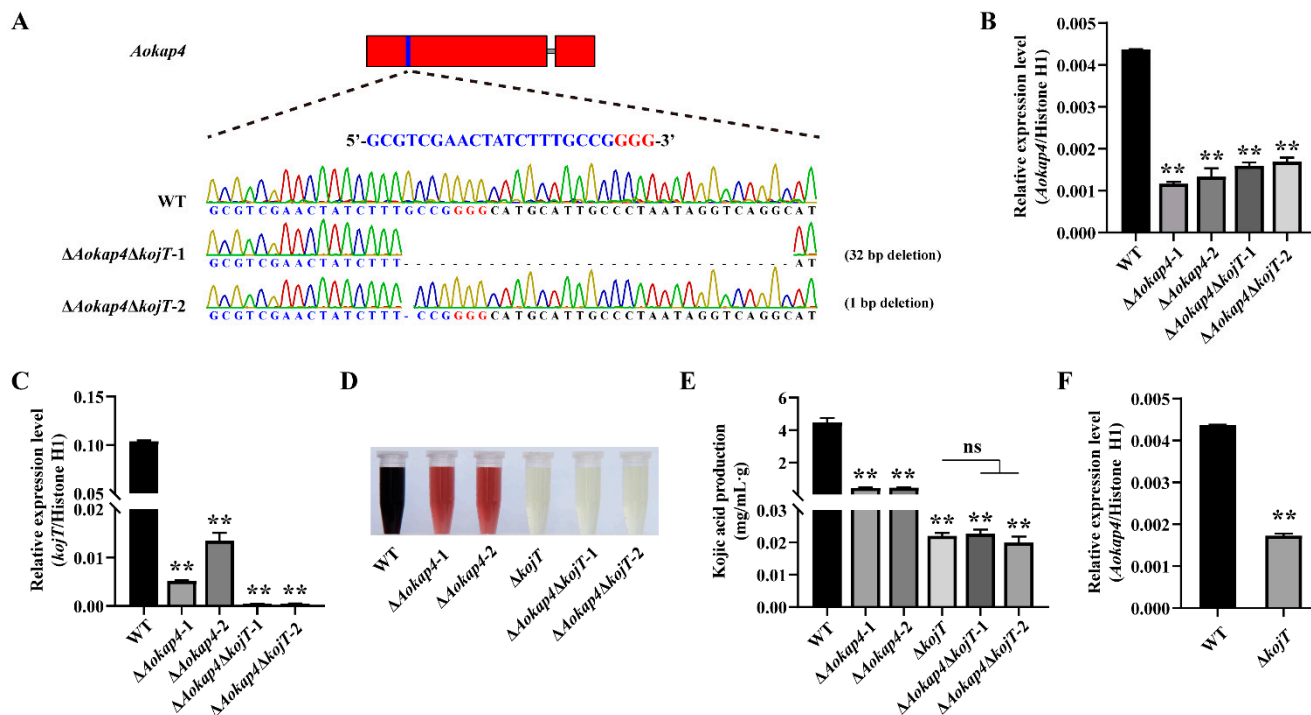 A
Aokap4
5’-GCGTCGAACTATCTTTGCCGGGG-3’
WT
GCGTCGAACTATCTTTGCCGGGGCATGCATTGCCCTAATAGGTCAGGCAT
ΔAokap4ΔkojT-1
GCGTCGAACTATCTTT--------------------------------AT
(32 bp deletion)
ΔAokap4ΔkojT-2
GCGTCGAACTATCTTT-CCGGGGCATGCATTGCCCTAATAGGTCAGGCAT
(1 bp deletion)
B
Relative expression level
(Aokap4/Histone H1)
0.005
0.004
0.003
0.002
0.001
0.000
**
**
**
**
WT
ΔAokap4-1
ΔAokap4-2
ΔAokap4ΔkojT-1
ΔAokap4ΔkojT-2
C
Relative expression level
(kojT/Histone H1)
0.15
0.10
0.05
0.02
0.01
0.00
**
**
**
**
WT
ΔAokap4-1
ΔAokap4-2
ΔAokap4ΔkojT-1
ΔAokap4ΔkojT-2
D
WT
ΔAokap4-1
ΔAokap4-2
ΔkojT
ΔAokap4ΔkojT-1
ΔAokap4ΔkojT-2
E
Kojic acid production
(mg/mL·g)
6
4
2
0.03
0.02
0.01
0.00
ns
**
**
**
**
**
WT
ΔAokap4-1
ΔAokap4-2
ΔkojT
ΔAokap4ΔkojT-1
ΔAokap4ΔkojT-2
F
Relative expression level
(Aokap4/Histone H1)
0.005
0.004
0.003
0.002
0.001
0.000
**
WT
ΔkojT